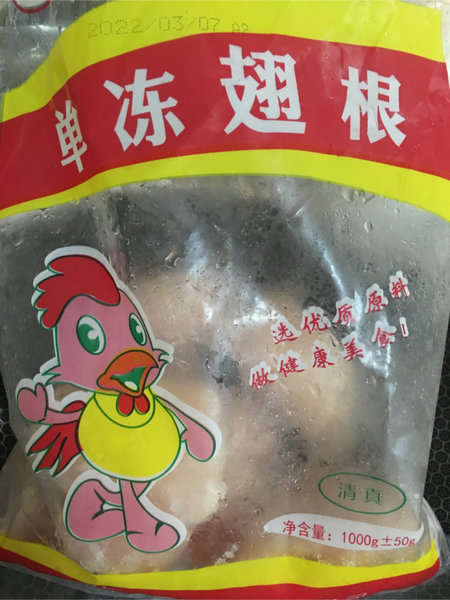 2022/03/07
单冻翅根
选优质原料
做健康美食!
清真
净含量: 1000g±50g